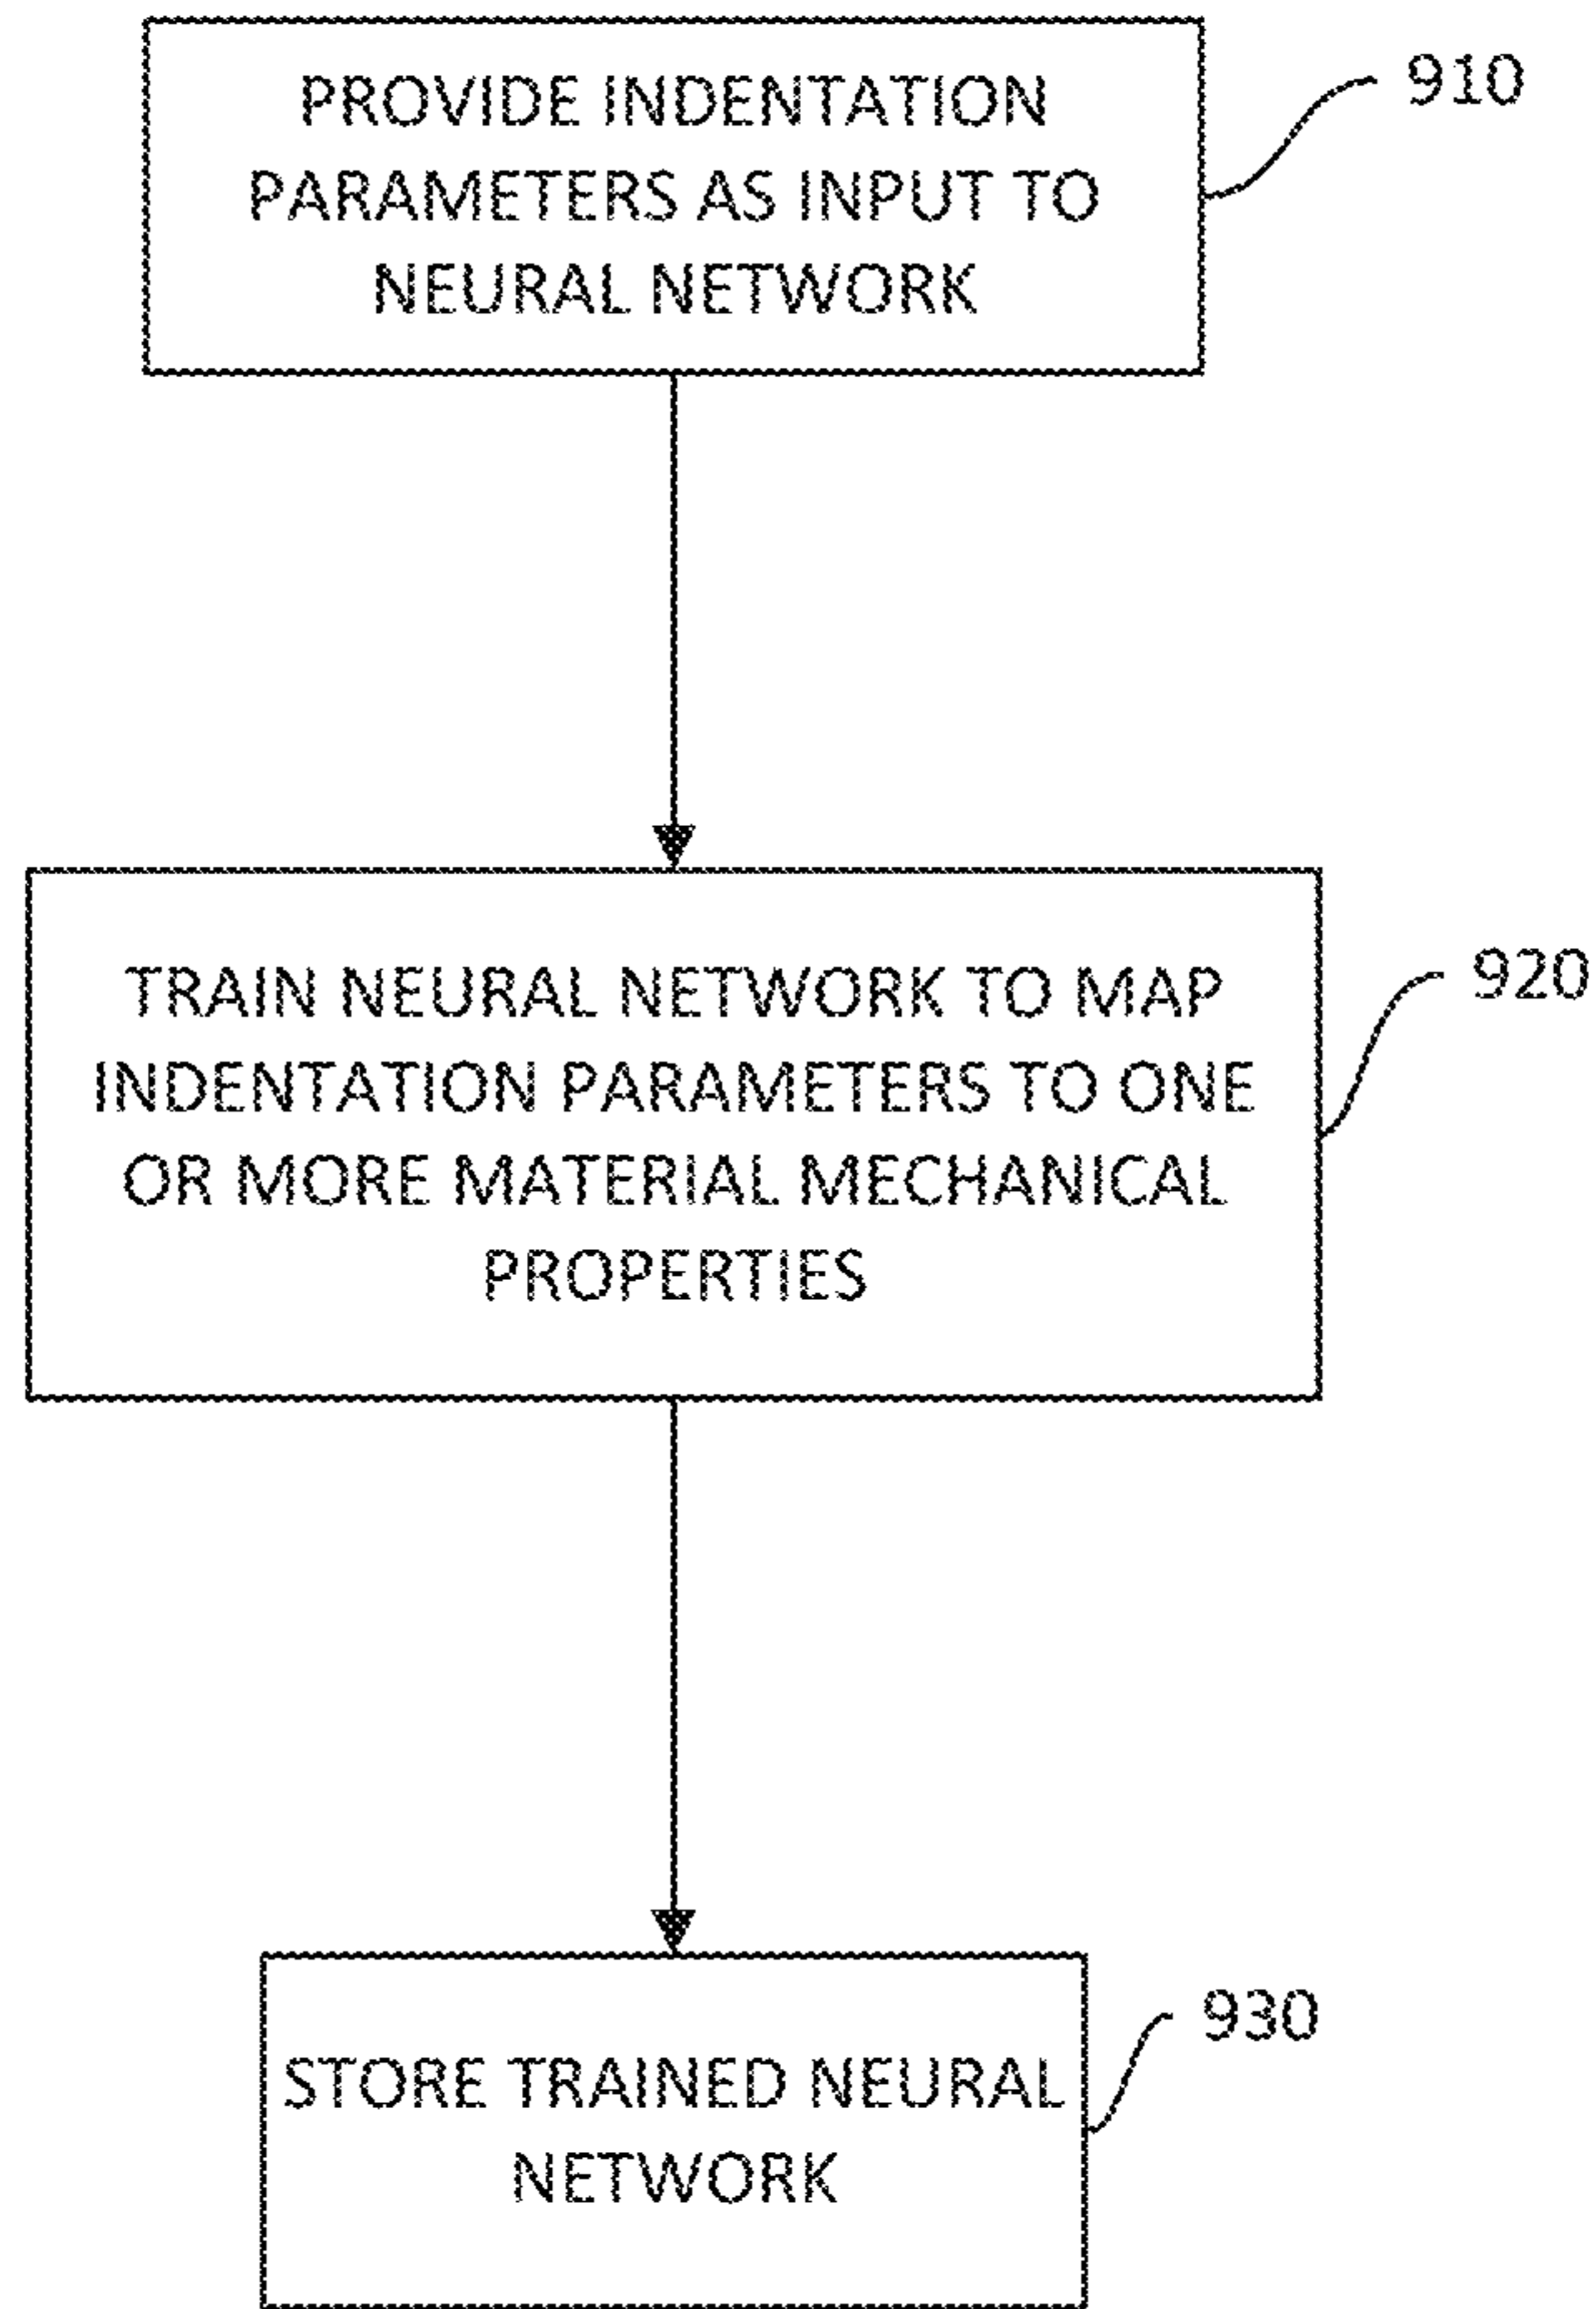 PROVIDE INDENTATION
PARAMETERS AS INPUT TO
NEURAL NETWORK
910
TRAIN NEURAL NETWORK TO MAP
INDENTATION PARAMETERS TO ONE
OR MORE MATERIAL MECHANICAL
PROPERTIES
920
STORE TRAINED NEURAL
NETWORK
930